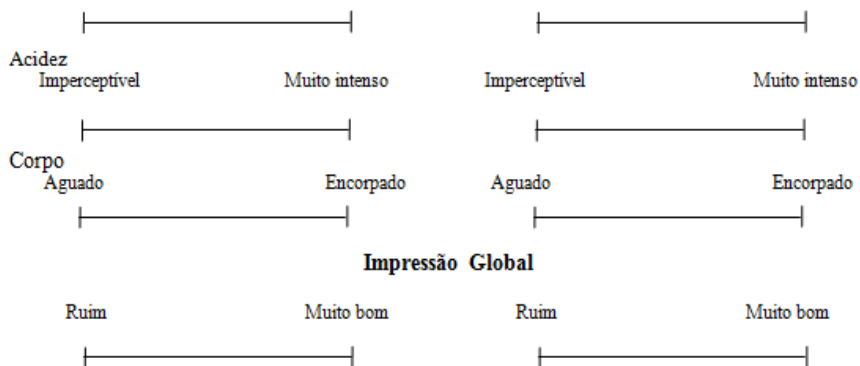 Acidez
Imperceptível Muito intenso Imperceptível Muito intenso
Corpo
Aguado Encorpado Aguado Encorpado
Impressão Global
Ruim Muito bom Ruim Muito bom